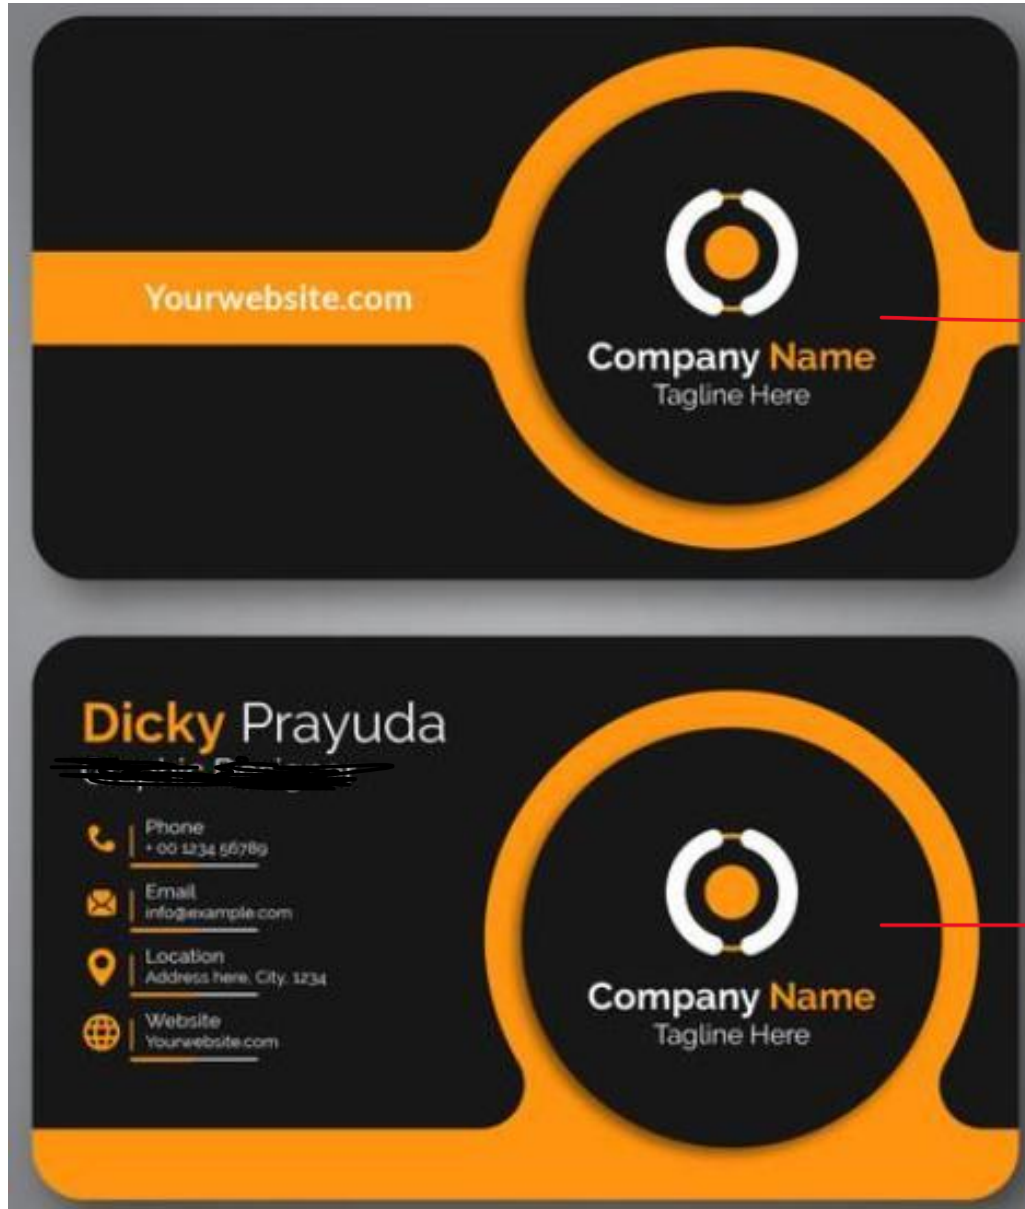 Yourwebsite.com
Company Name
Tagline Here
Dicky Prayuda
Phone
+ 00 1234 56789
Email
info@example.com
Location
Address here, City, 1234
Website
Yourwebsite.com
Company Name
Tagline Here